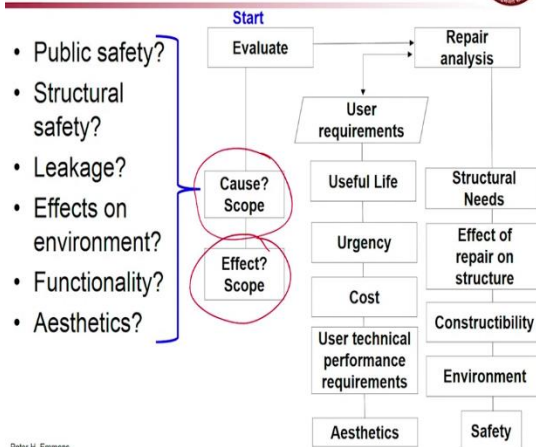 Start
Evaluate
Repair
analysis
• Public safety?
• Structural
safety?
• Leakage?
• Effects on
environment?
• Functionality?
• Aesthetics?
Cause?
Scope
Effect?
Scope
User
requirements
Useful Life
Urgency
Cost
User technical
performance
requirements
Aesthetics
Structural
Needs
Effect of
repair on
structure
Constructibility
Environment
Safety